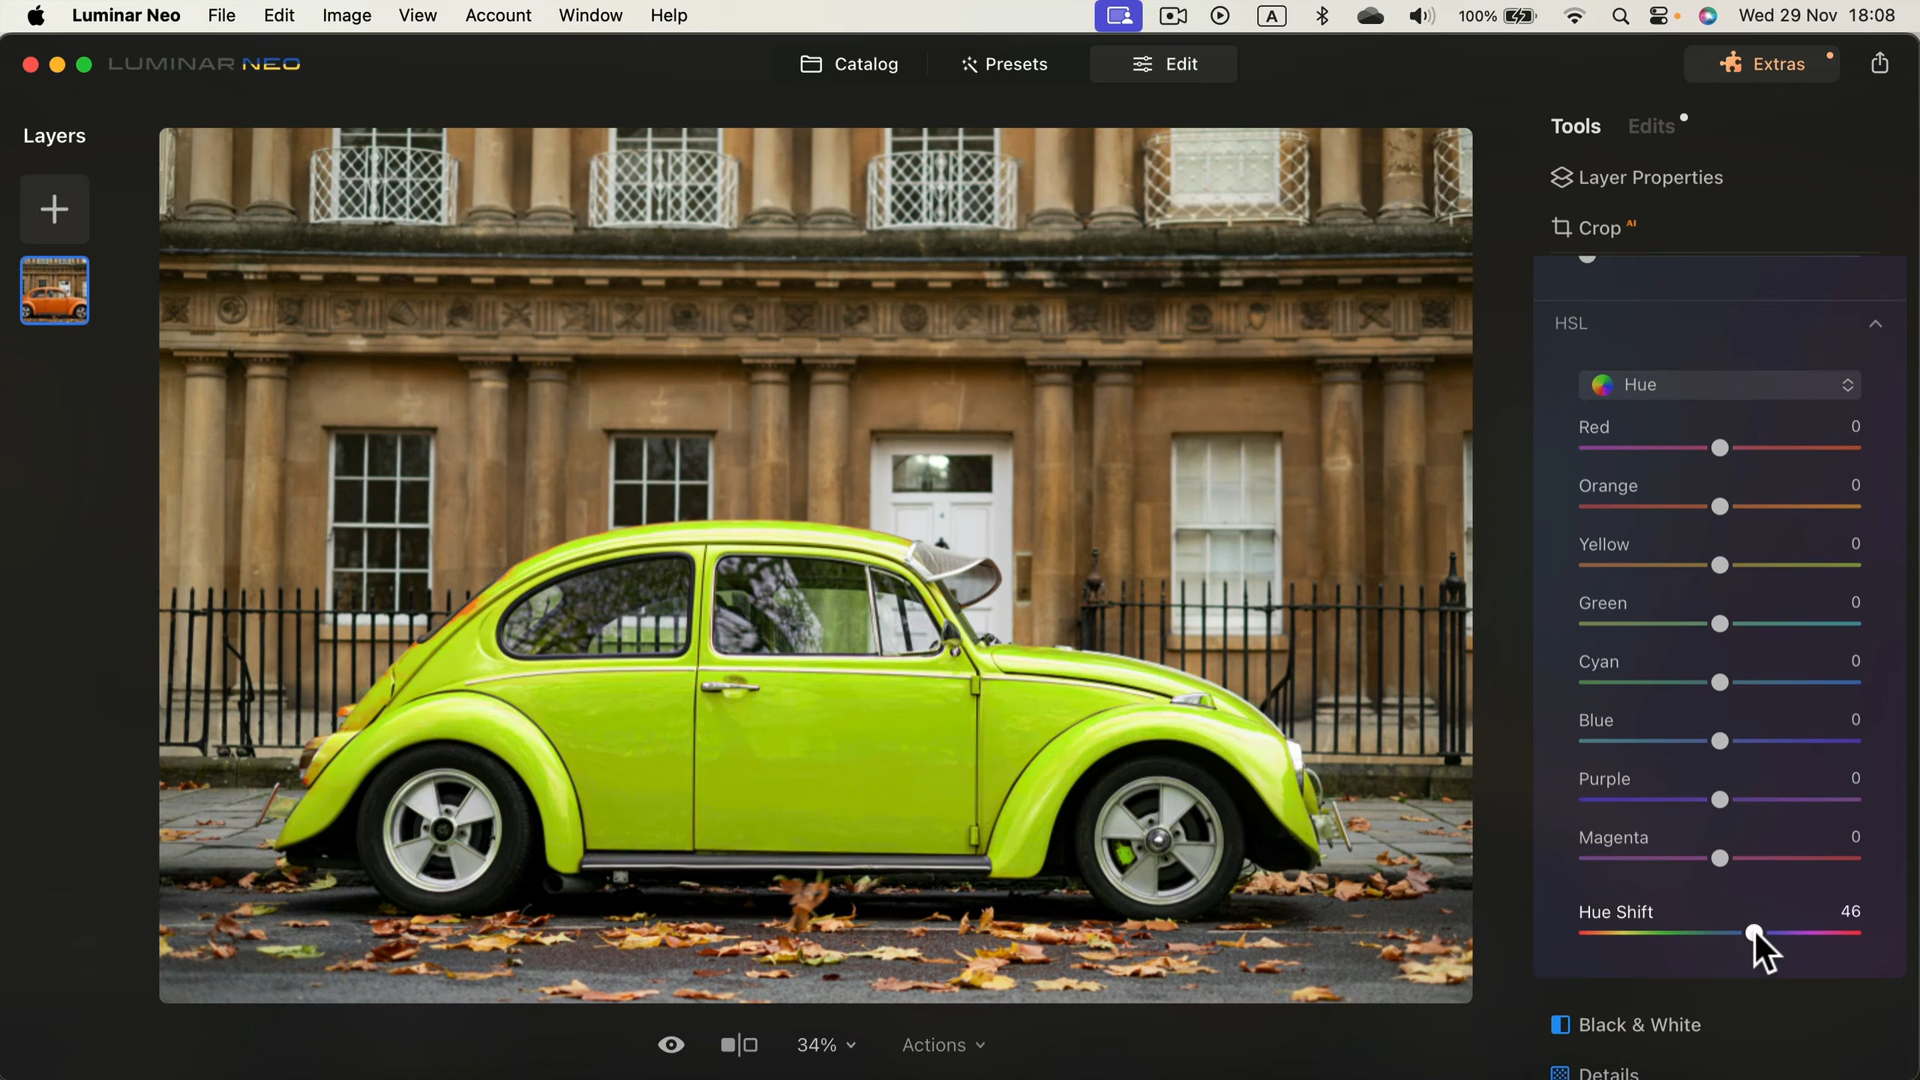 Luminar Neo File Edit Image View Account Window Help A 100% Wed 29 Nov 18:08
LUMINAR NEO Catalog Presets Edit Extras
Layers
Tools Edits
Layer Properties
Crop AI
HSL
Hue
Red 0
Orange 0
Yellow 0
Green 0
Cyan 0
Blue 0
Purple 0
Magenta 0
Hue Shift 46
Black & White
34% Actions
Details